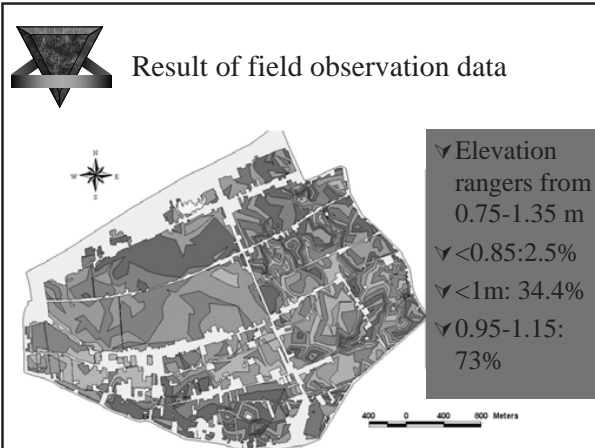 Result of field observation data
N
W E
S
Elevation
rangers from
0.75-1.35 m
<0.85:2.5%
<1m: 34.4%
0.95-1.15:
73%
400 0 400 800 Meters